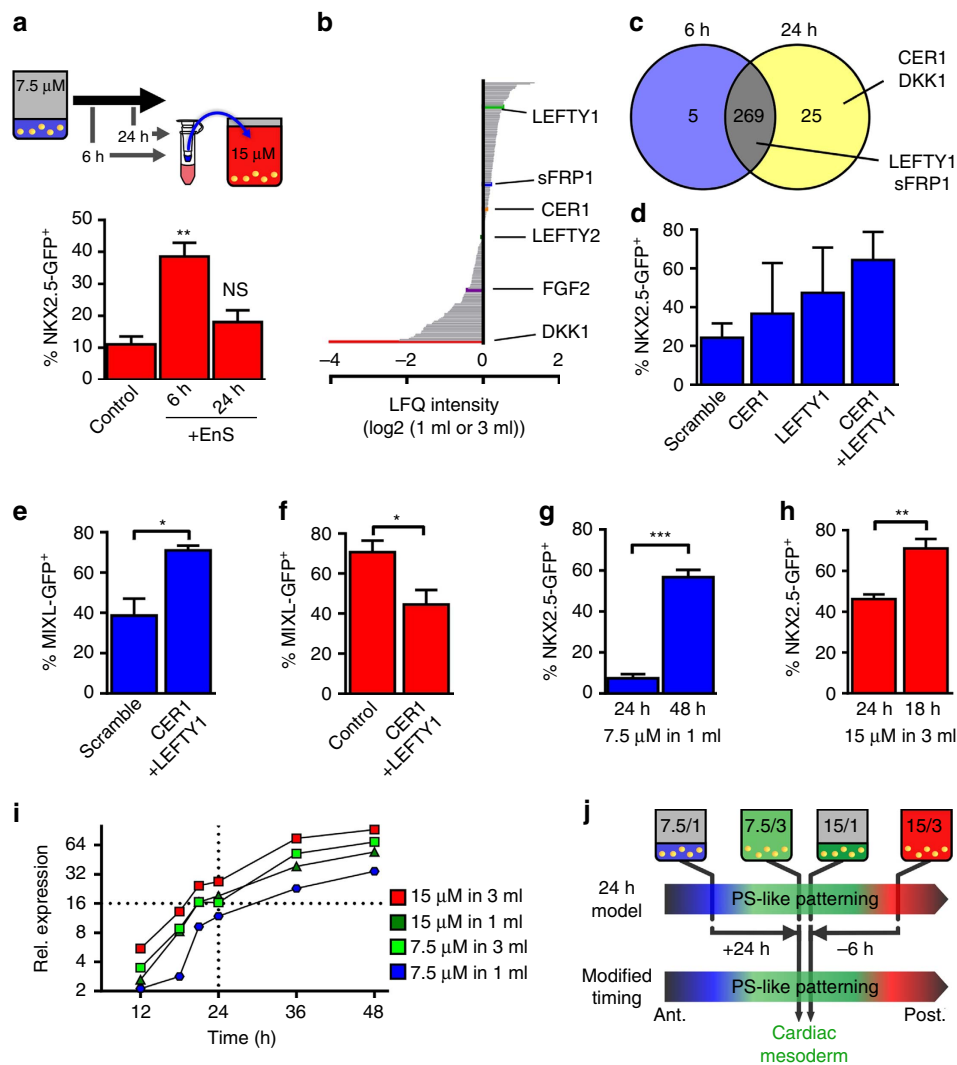 a
7.5 µM
24 h
6 h
15 µM
% NKX2.5-GFP+
50
40
30
20
10
0
**
NS
Control
6 h
24 h
+EnS
b
LEFTY1
sFRP1
CER1
LEFTY2
FGF2
DKK1
–4
–2
0
2
LFQ intensity
(log2 (1 ml or 3 ml))
c
6 h
24 h
5
269
25
CER1
DKK1
LEFTY1
sFRP1
d
% NKX2.5-GFP+
80
60
40
20
0
Scramble
CER1
LEFTY1
CER1
+LEFTY1
e
% MIXL-GFP+
80
60
40
20
0
*
Scramble
CER1
+LEFTY1
f
% MIXL-GFP+
80
60
40
20
0
*
Control
CER1
+LEFTY1
g
% NKX2.5-GFP+
80
60
40
20
0
***
24 h
48 h
7.5 µM in 1 ml
h
% NKX2.5-GFP+
80
60
40
20
0
**
24 h
18 h
15 µM in 3 ml
i
Rel. expression
64
32
16
8
4
2
12
24
36
48
Time (h)
15 µM in 3 ml
15 µM in 1 ml
7.5 µM in 3 ml
7.5 µM in 1 ml
j
7.5/1
7.5/3
15/1
15/3
24 h
model
PS-like patterning
+24 h
–6 h
Modified
timing
PS-like patterning
Ant.
Post.
Cardiac
mesoderm